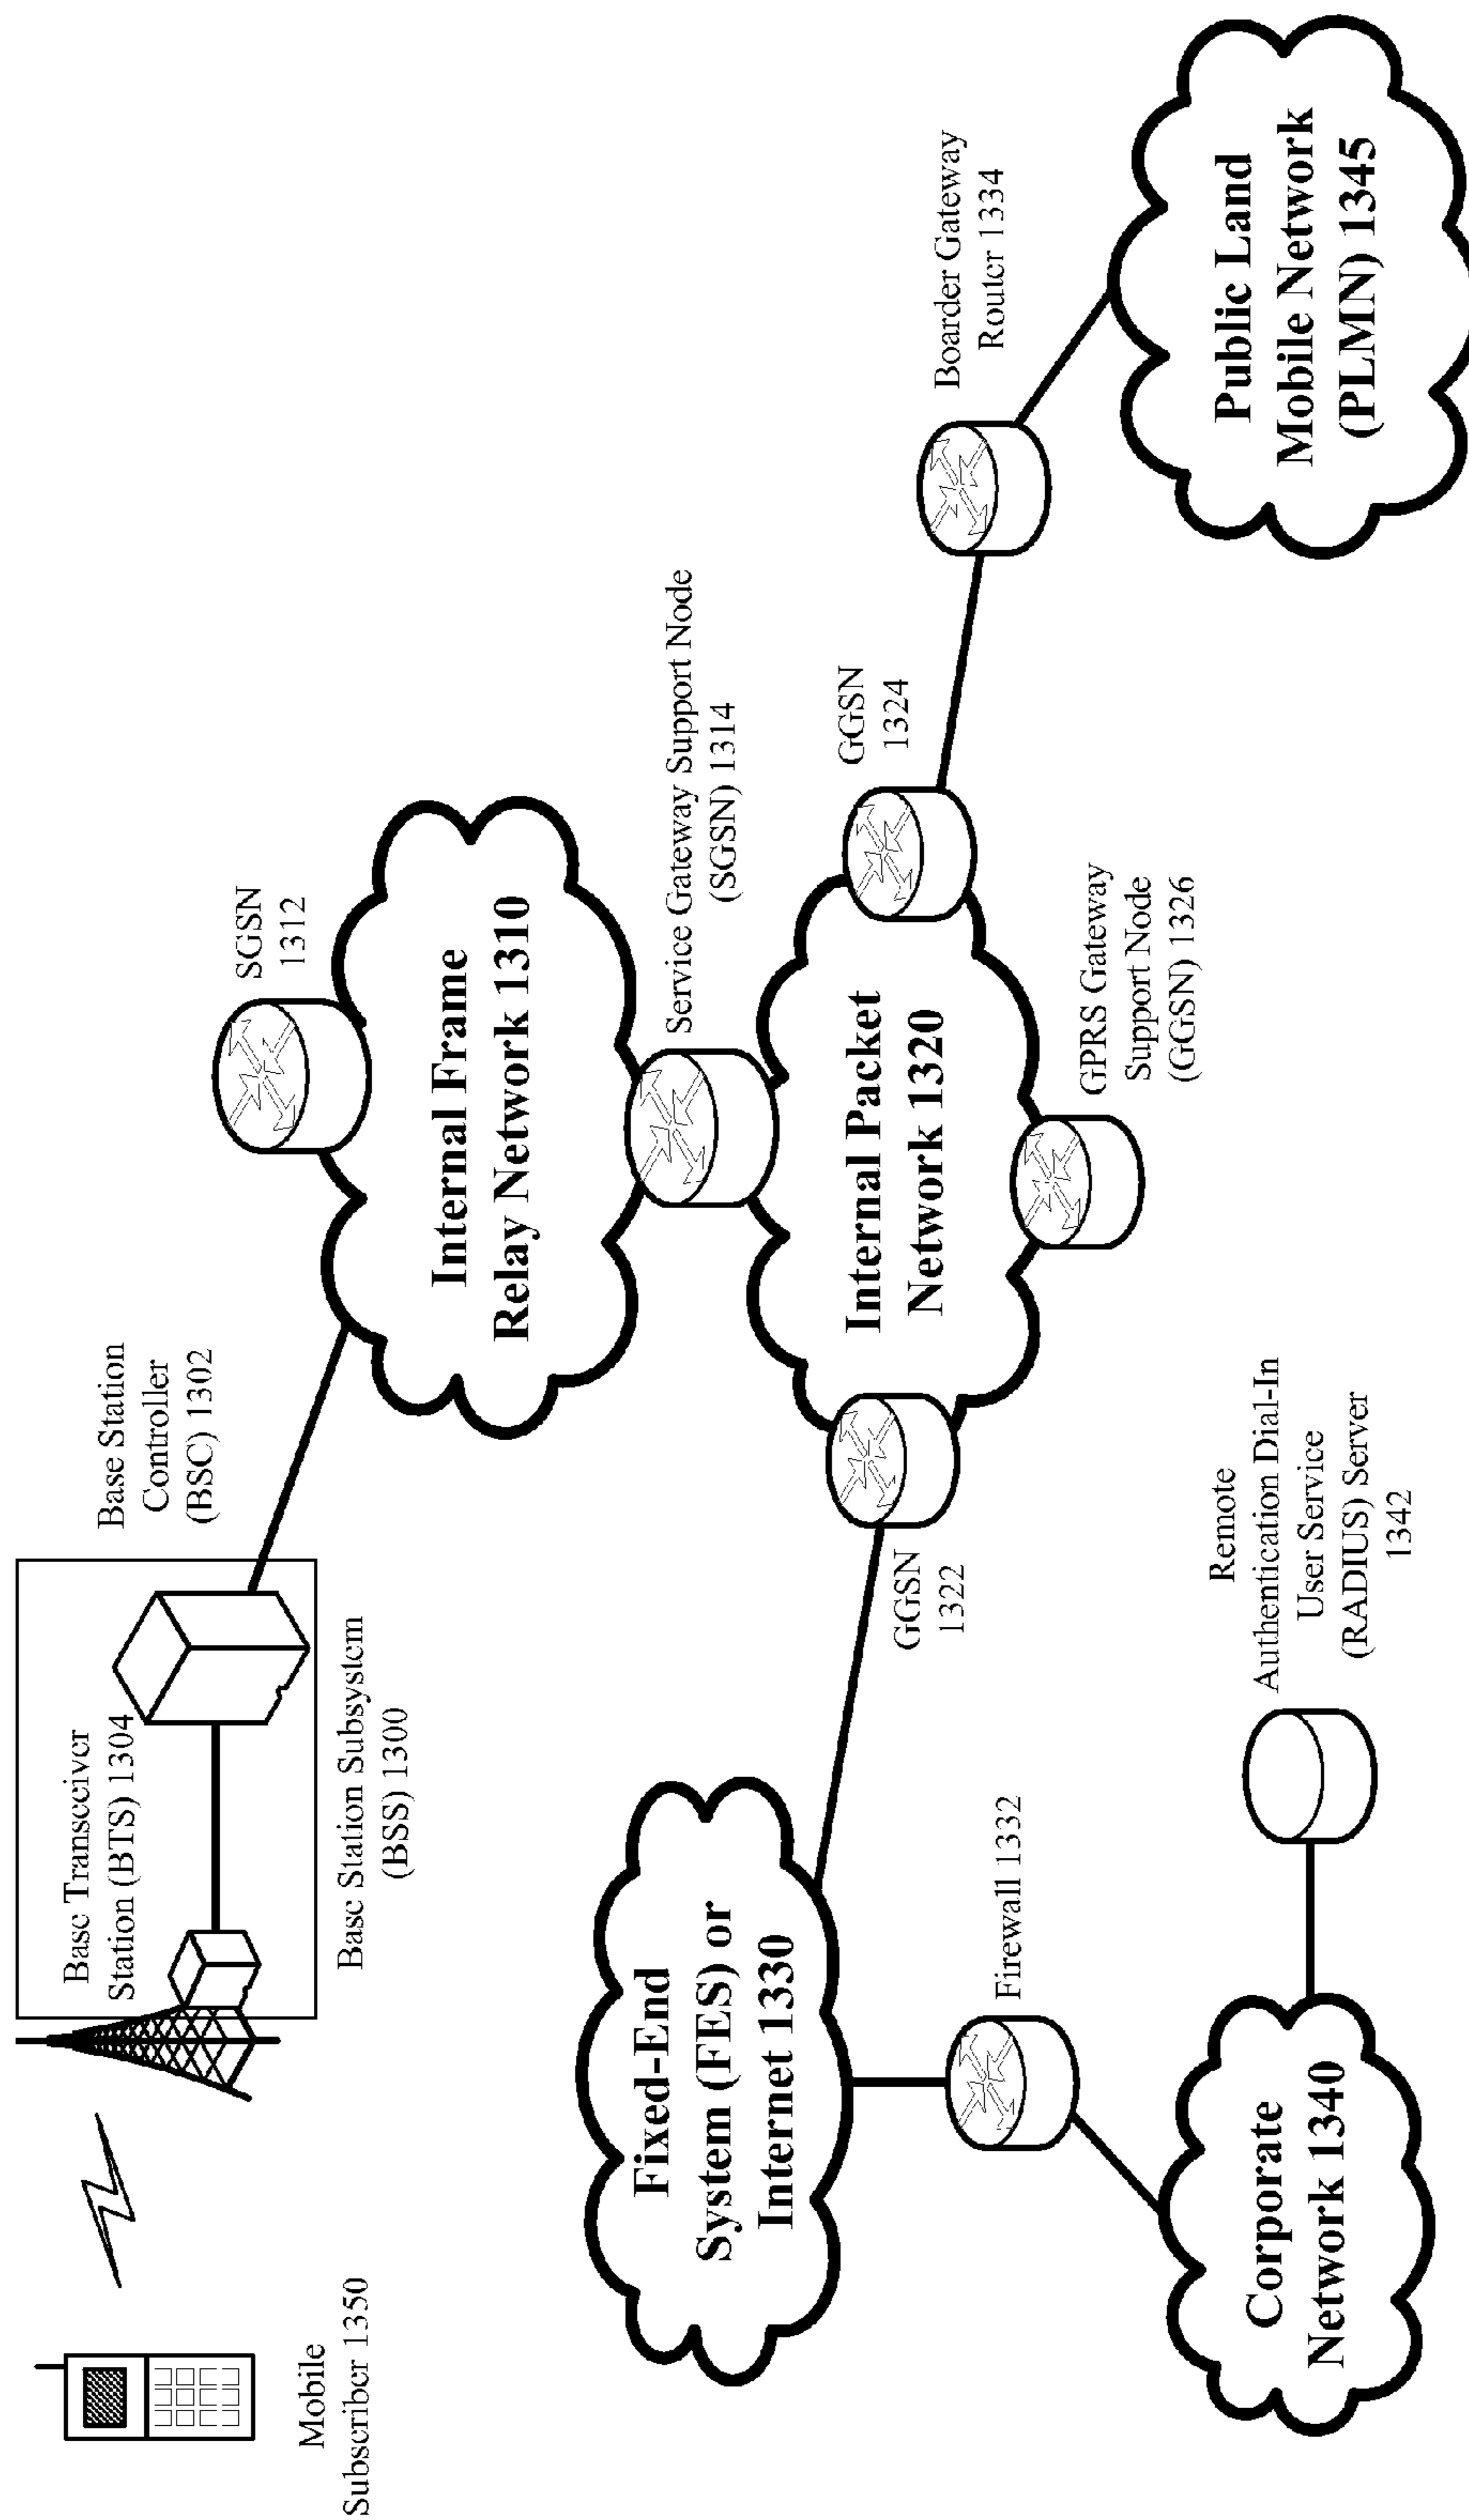 Base Transceiver
Station (BTS) 1304
Base Station
Controller
(BSC) 1302
Base Station Subsystem
(BSS) 1300
Mobile
Subscriber 1350
SGSN
1312
Internal Frame
Relay Network 1310
Service Gateway Support Node
(SGSN) 1314
Fixed-End
System (FES) or
Internet 1330
Internal Packet
Network 1320
GGSN
1324
GGSN
1322
Boarder Gateway
Router 1334
Firewall 1332
GPRS Gateway
Support Node
(GGSN) 1326
Corporate
Network 1340
Remote
Authentication Dial-In
User Service
(RADIUS) Server
1342
Public Land
Mobile Network
(PLMN) 1345